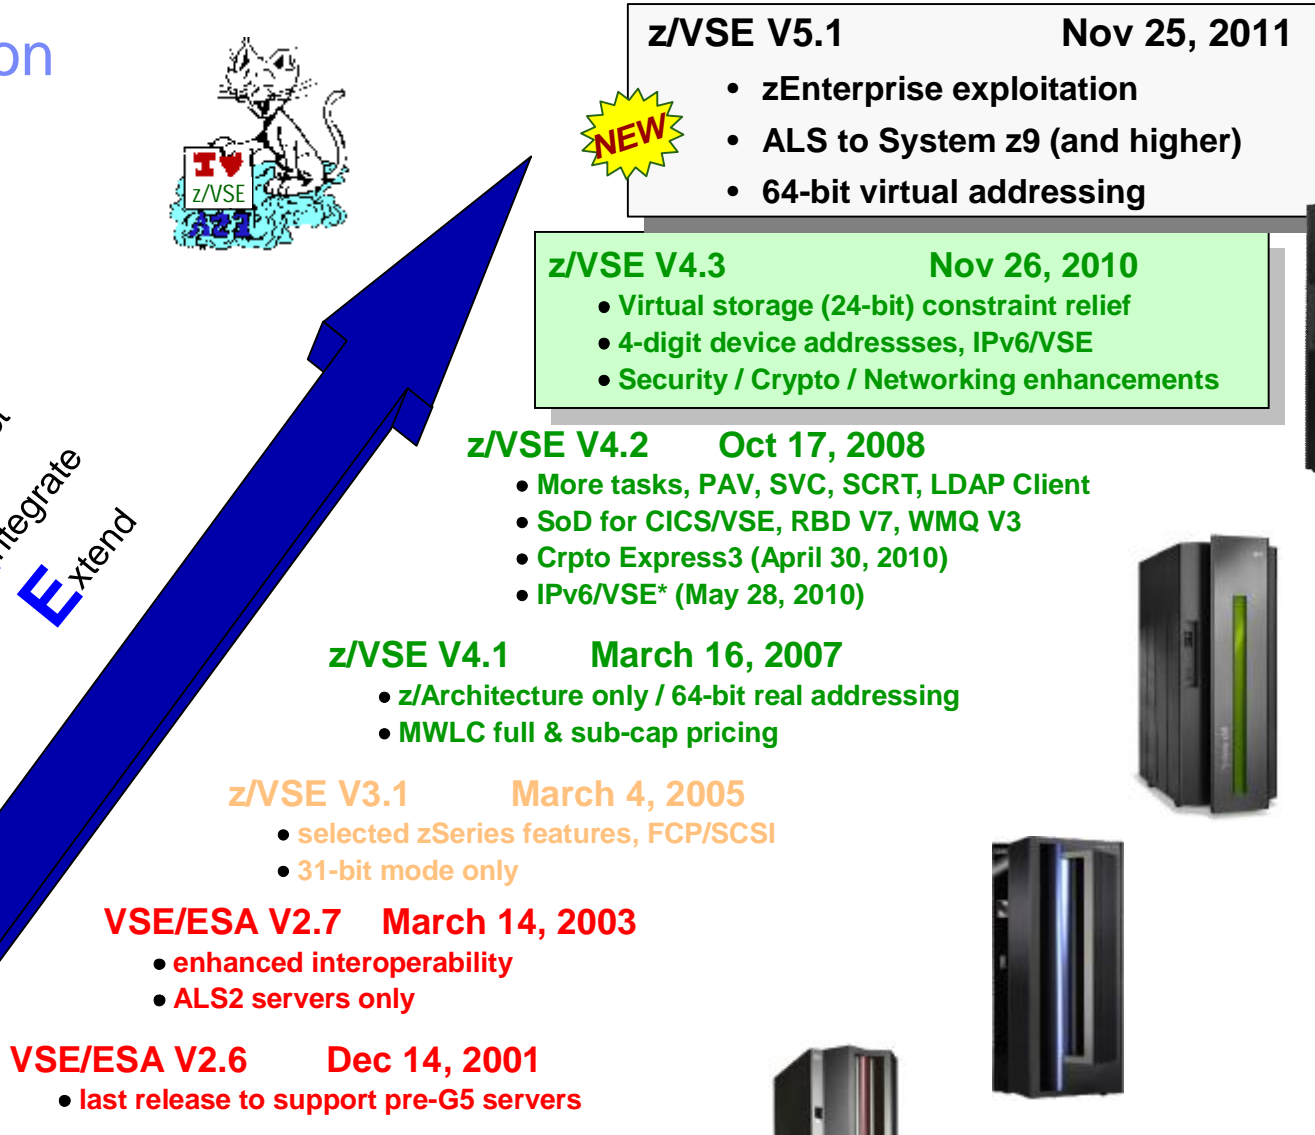 on
z/VSE V5.1 Nov 25, 2011
• zEnterprise exploitation
• ALS to System z9 (and higher)
• 64-bit virtual addressing
NEW
I ♥
z/VSE
z/VSE V4.3 Nov 26, 2010
• Virtual storage (24-bit) constraint relief
• 4-digit device addressses, IPv6/VSE
• Security / Crypto / Networking enhancements
z/VSE V4.2 Oct 17, 2008
• More tasks, PAV, SVC, SCRT, LDAP Client
• SoD for CICS/VSE, RBD V7, WMQ V3
• Crpto Express3 (April 30, 2010)
• IPv6/VSE* (May 28, 2010)
ntegrate
Extend
z/VSE V4.1 March 16, 2007
• z/Architecture only / 64-bit real addressing
• MWLC full & sub-cap pricing
z/VSE V3.1 March 4, 2005
• selected zSeries features, FCP/SCSI
• 31-bit mode only
VSE/ESA V2.7 March 14, 2003
• enhanced interoperability
• ALS2 servers only
VSE/ESA V2.6 Dec 14, 2001
• last release to support pre-G5 servers